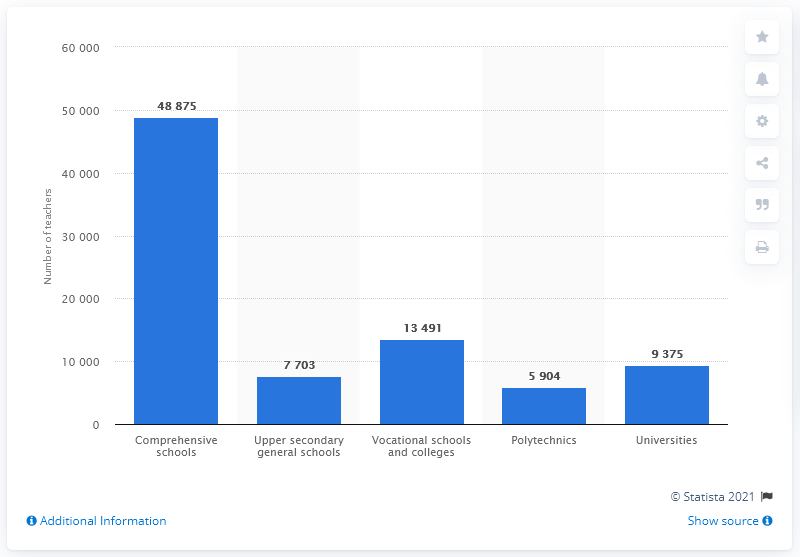 60 000
50 000
40 000
30 000
20 000
10 000
0
Number of teachers
48 875
7 703
13 491
5 904
9 375
Comprehensive
schools
Upper secondary
general schools
Vocational schools
and colleges
Polytechnics
Universities
© Statista 2021
Additional Information
Show source